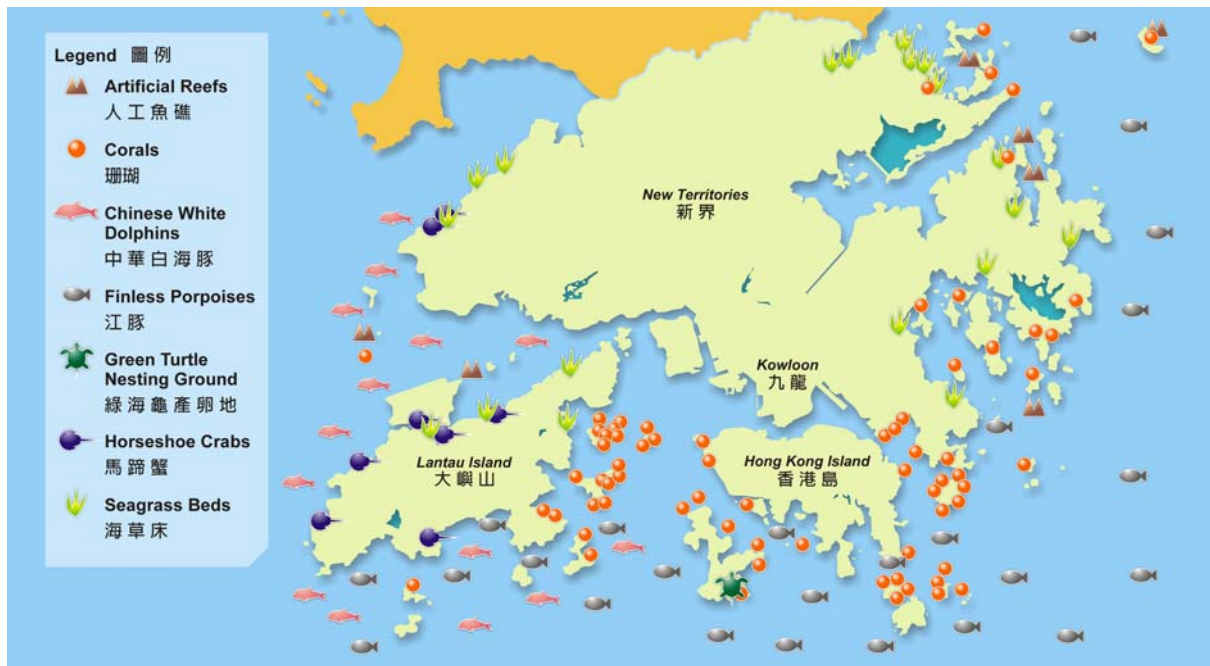 Legend 圖例
Artificial Reefs
人工魚礁
Corals
珊瑚
Chinese White
Dolphins
中華白海豚
Finless Porpoises
江豚
Green Turtle
Nesting Ground
綠海龜產卵地
Horseshoe Crabs
馬蹄蟹
Seagrass Beds
海草床
New Territories
新界
Kowloon
九龍
Lantau Island
大嶼山
Hong Kong Island
香港島